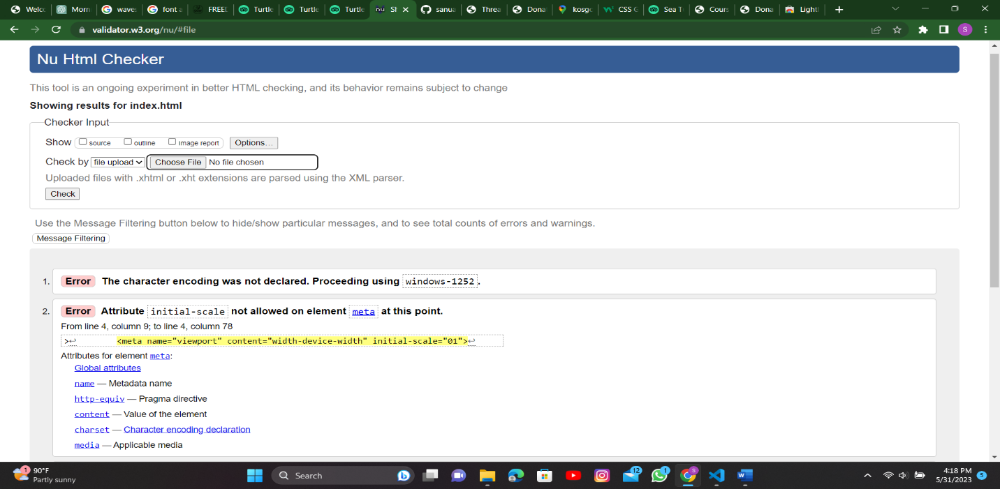 Welc
Morn
waves
font a
FREE
Turtle
Turtle
Turtle
nu
SI
sanua
Threa
Dona
kosgo
CSS G
Sea T
Cours
Dona
Light
validator.w3.org/nu/#file
S
Nu Html Checker
This tool is an ongoing experiment in better HTML checking, and its behavior remains subject to change
Showing results for index.html
Checker Input
Show source outline image report Options...
Check by file upload Choose File No file chosen
Uploaded files with .xhtml or .xht extensions are parsed using the XML parser.
Check
Use the Message Filtering button below to hide/show particular messages, and to see total counts of errors and warnings.
Message Filtering
1. Error The character encoding was not declared. Proceeding using windows-1252.
2. Error Attribute initial-scale not allowed on element meta at this point.
From line 4, column 9; to line 4, column 78
>↩ <meta name="viewport" content="width-device-width" initial-scale="01">↩
Attributes for element meta:
Global attributes
name — Metadata name
http-equiv — Pragma directive
content — Value of the element
charset — Character encoding declaration
media — Applicable media
1
90°F
Partly sunny
Search
12
1
S
W
4:18 PM
5/31/2023
5